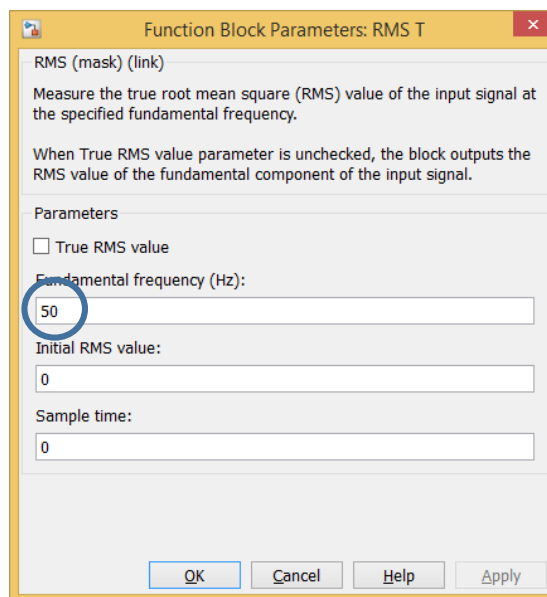 Function Block Parameters: RMS T
RMS (mask) (link)
Measure the true root mean square (RMS) value of the input signal at
the specified fundamental frequency.
When True RMS value parameter is unchecked, the block outputs the
RMS value of the fundamental component of the input signal.
Parameters
True RMS value
Fundamental frequency (Hz):
50
Initial RMS value:
0
Sample time:
0
OK Cancel Help Apply